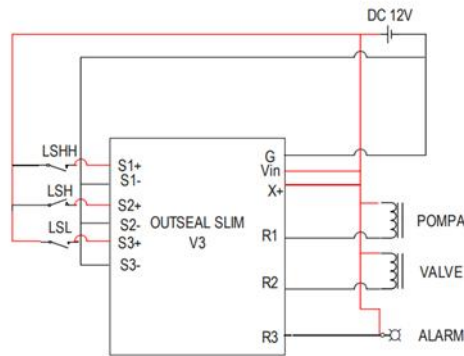 DC 12V
LSHH
S1+
S1-
LSH
S2+
S2-
LSL
S3+
S3-
OUTSEAL SLIM
V3
G
Vin
X+
R1
POMPA
R2
VALVE
R3
ALARM